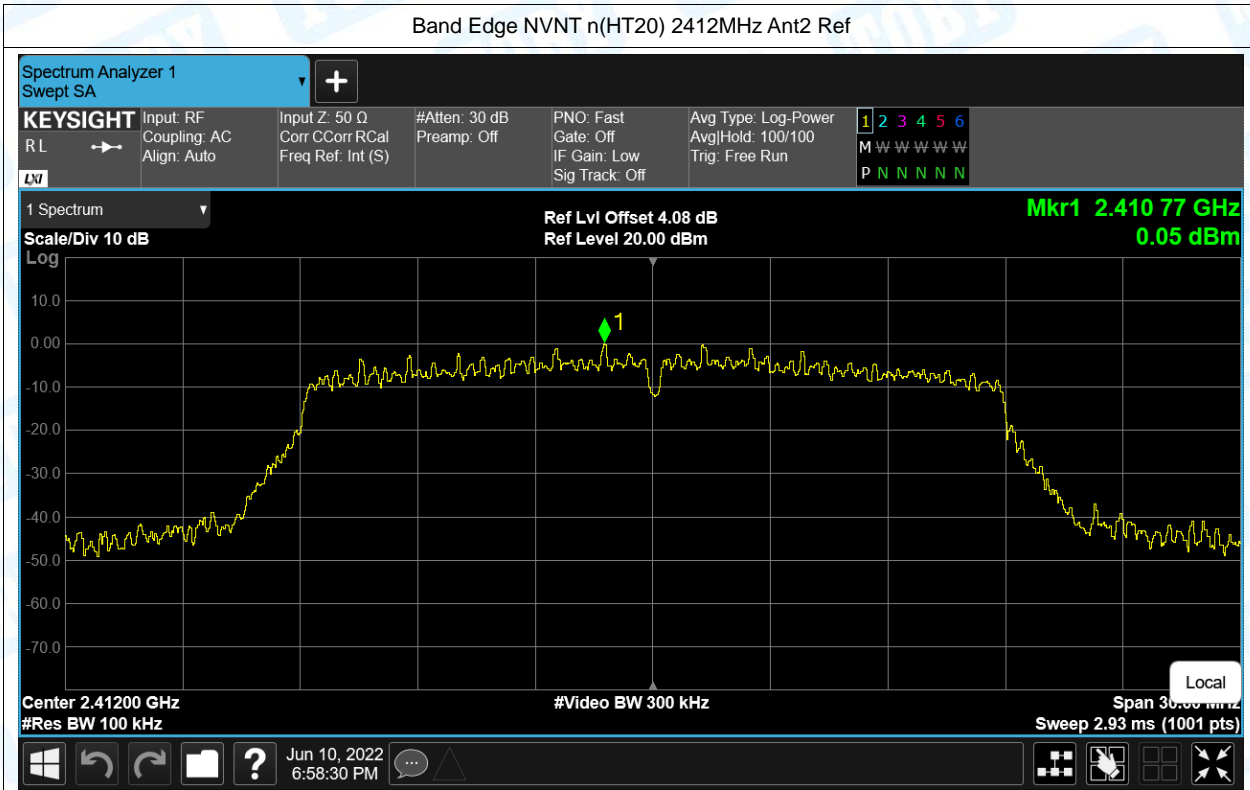 Band Edge NVNT n(HT20) 2412MHz Ant2 Ref
Spectrum Analyzer 1
Swept SA
+
KEYSIGHT
R L
LXI
Input: RF
Coupling: AC
Align: Auto
Input Z: 50 Ω
Corr CCorr RCal
Freq Ref: Int (S)
#Atten: 30 dB
Preamp: Off
PNO: Fast
Gate: Off
IF Gain: Low
Sig Track: Off
Avg Type: Log-Power
Avg|Hold: 100/100
Trig: Free Run
1 2 3 4 5 6
M W W W W W
P N N N N N
1 Spectrum
Scale/Div 10 dB
Log
Ref Lvl Offset 4.08 dB
Ref Level 20.00 dBm
Mkr1 2.410 77 GHz
0.05 dBm
10.0
0.00
-10.0
-20.0
-30.0
-40.0
-50.0
-60.0
-70.0
1
Center 2.41200 GHz
#Res BW 100 kHz
#Video BW 300 kHz
Local
Span 30.00 MHz
Sweep 2.93 ms (1001 pts)
?
Jun 10, 2022
6:58:30 PM